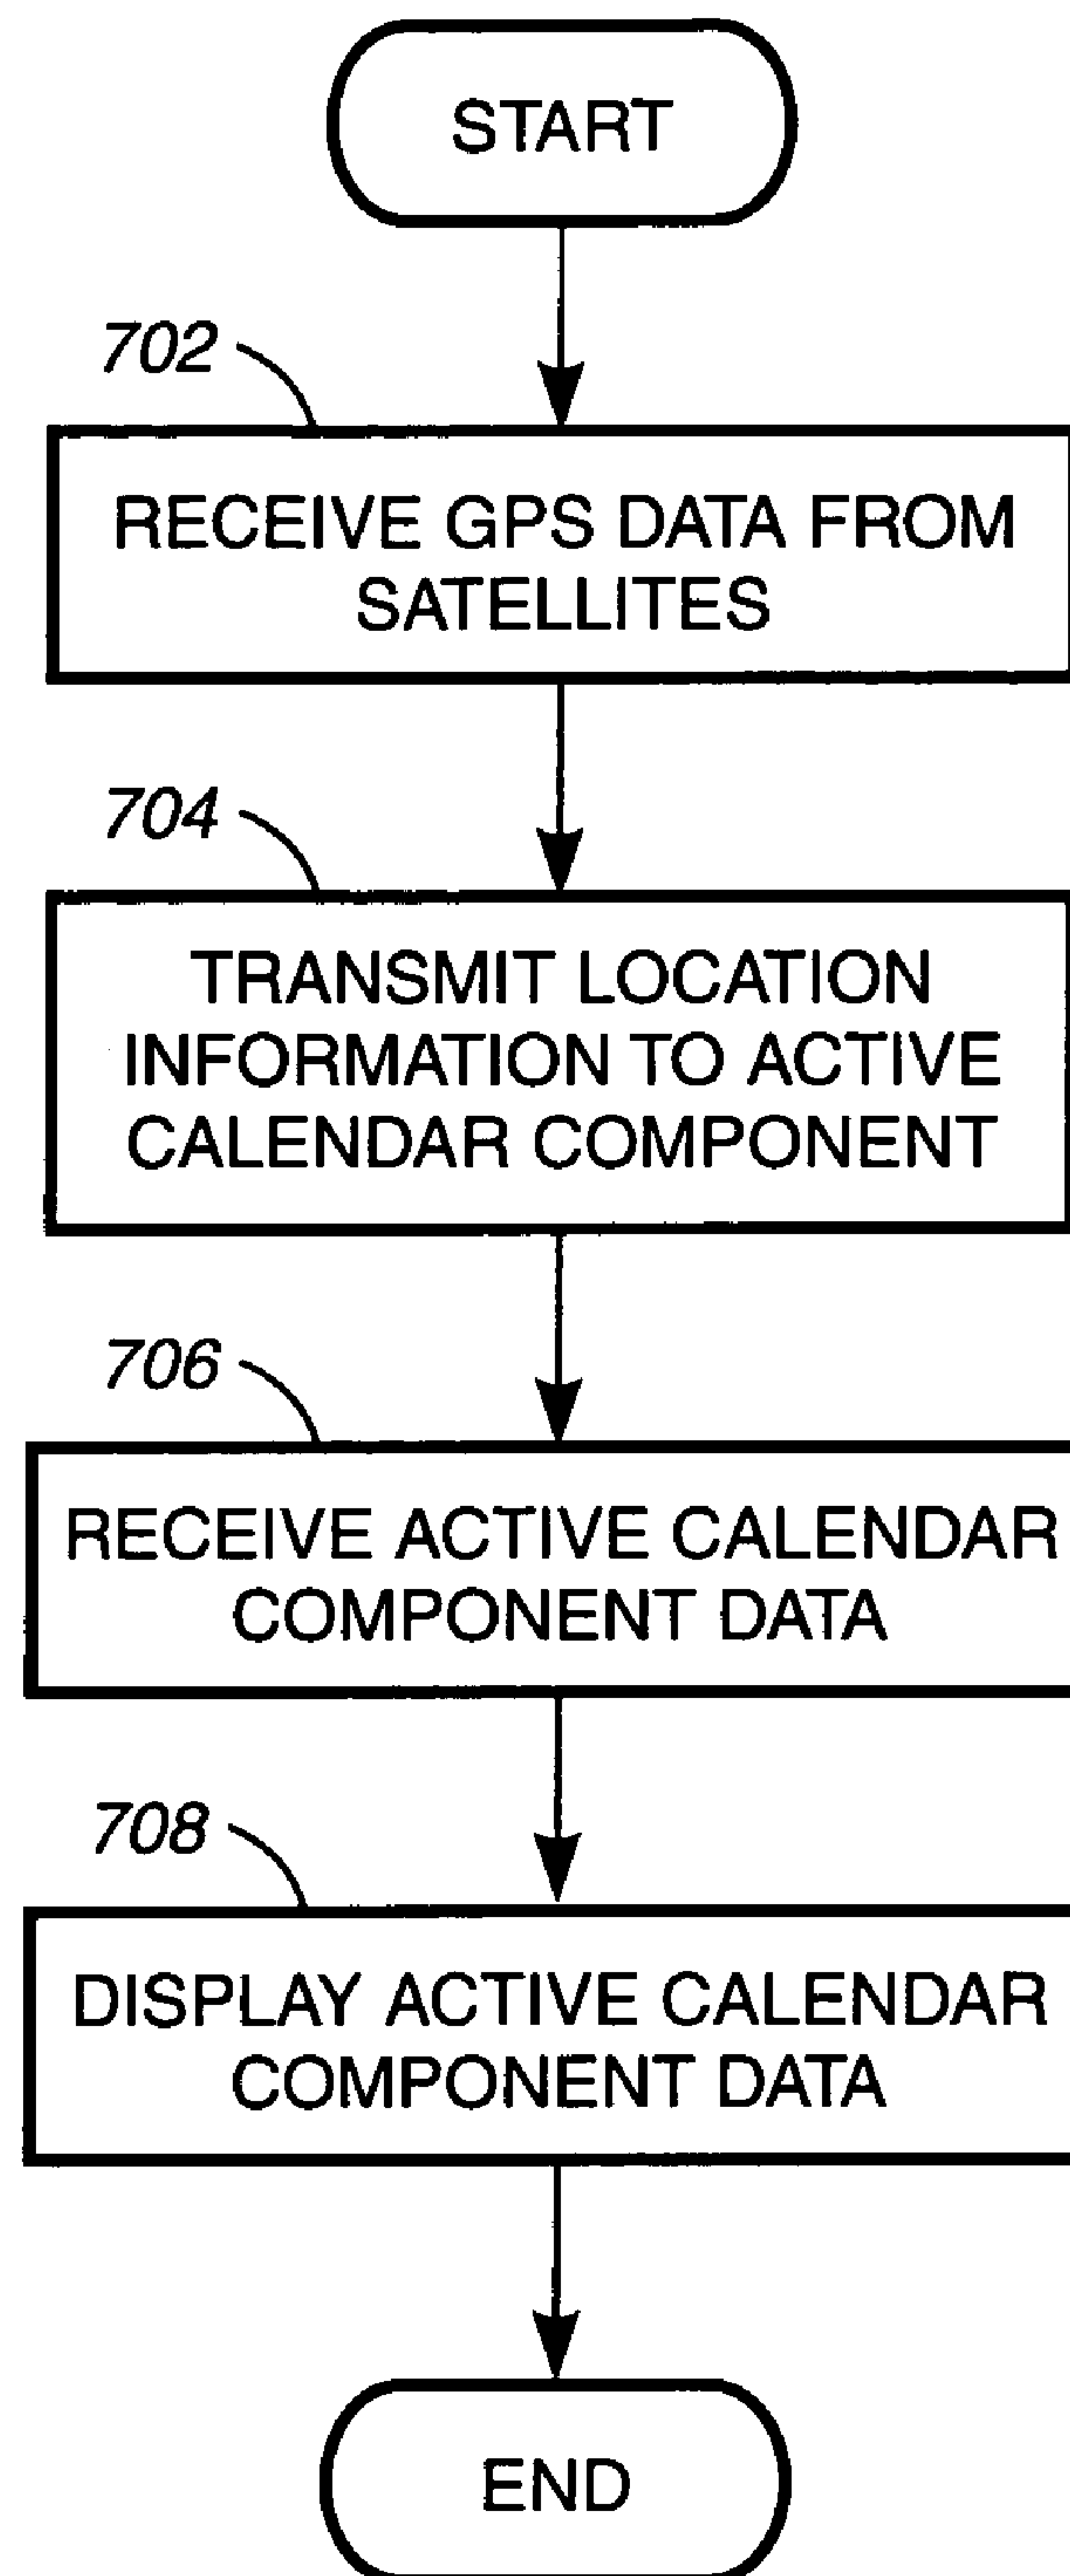 START
702
RECEIVE GPS DATA FROM
SATELLITES
704
TRANSMIT LOCATION
INFORMATION TO ACTIVE
CALENDAR COMPONENT
706
RECEIVE ACTIVE CALENDAR
COMPONENT DATA
708
DISPLAY ACTIVE CALENDAR
COMPONENT DATA
END